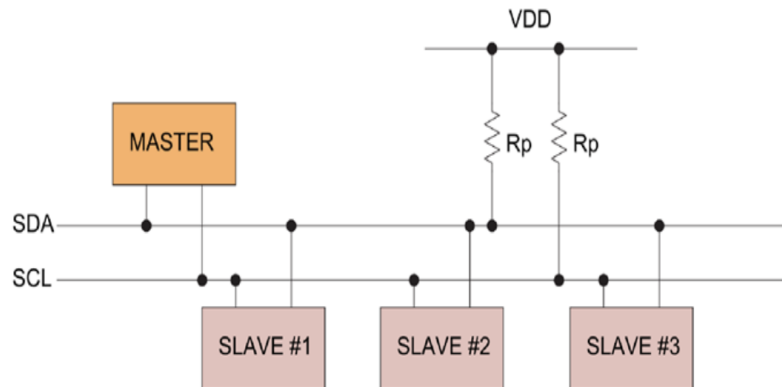 VDD
MASTER
Rp
Rp
SDA
SCL
SLAVE #1
SLAVE #2
SLAVE #3